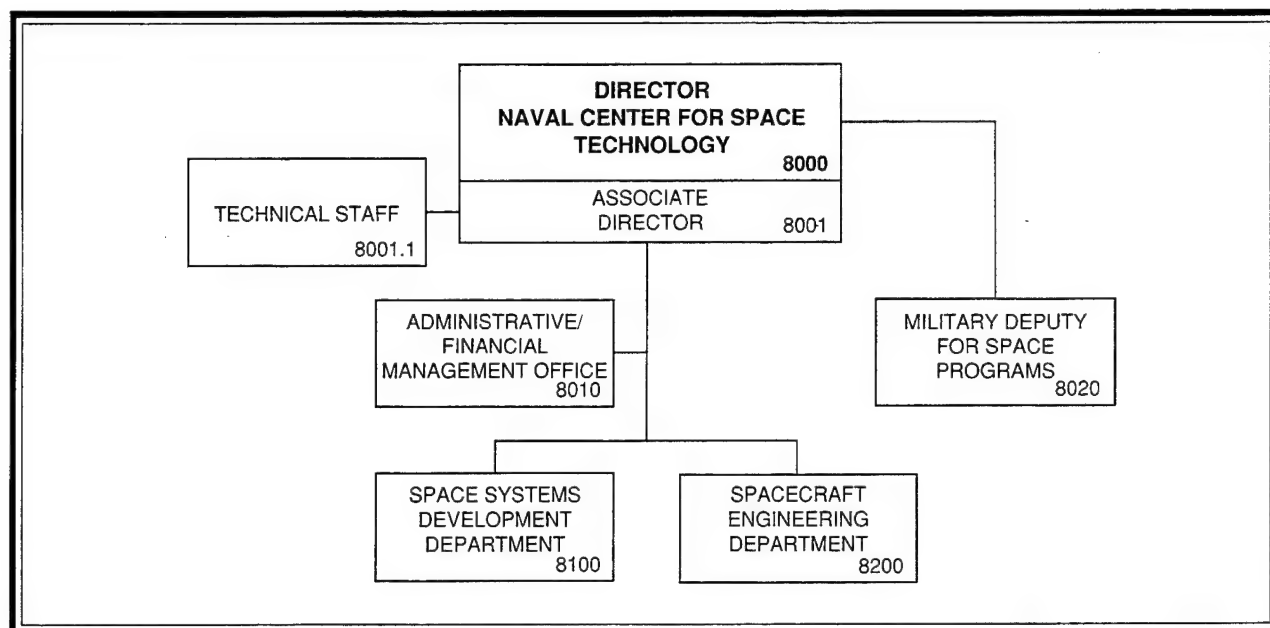 DIRECTOR
NAVAL CENTER FOR SPACE
TECHNOLOGY
8000
ASSOCIATE
DIRECTOR
8001
TECHNICAL STAFF
8001.1
ADMINISTRATIVE/
FINANCIAL
MANAGEMENT OFFICE
8010
MILITARY DEPUTY
FOR SPACE
PROGRAMS
8020
SPACE SYSTEMS
DEVELOPMENT
DEPARTMENT
8100
SPACECRAFT
ENGINEERING
DEPARTMENT
8200